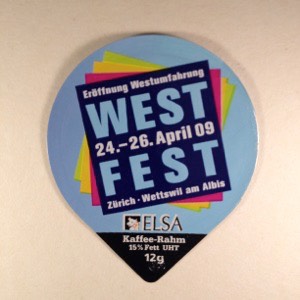 Eröffnung Westumfahrung
WEST
24.–26. April 09
FEST
Zürich · Wettswil am Albis
ELSA
Kaffee-Rahm
15% Fett UHT
12g